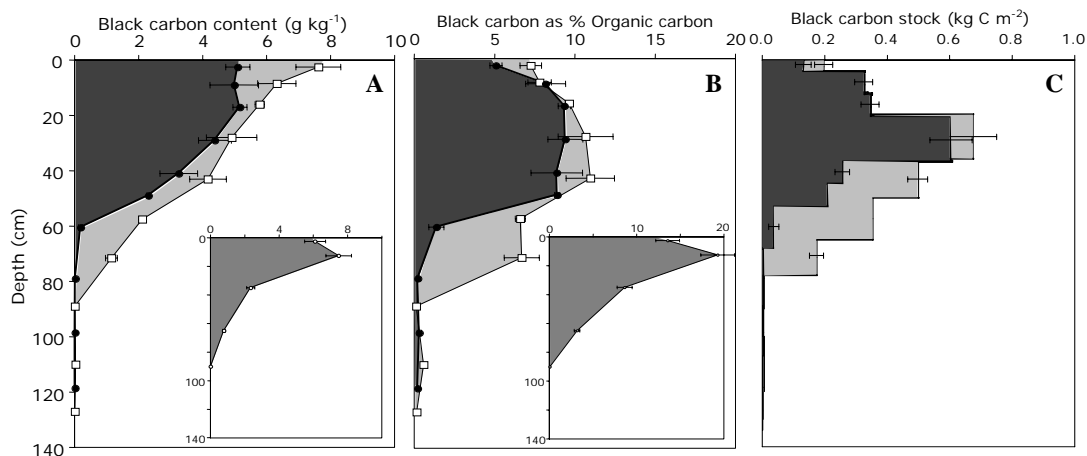 Black carbon content (g kg-1)
0 2 4 6 8 10
Black carbon as % Organic carbon
0 5 10 15 20
Black carbon stock (kg C m-2)
0.0 0.2 0.4 0.6 0.8 1.0
A
B
C
Depth (cm)
0
20
40
60
80
100
120
140
0 4 8
0
100
140
0 10 20
0
100
140